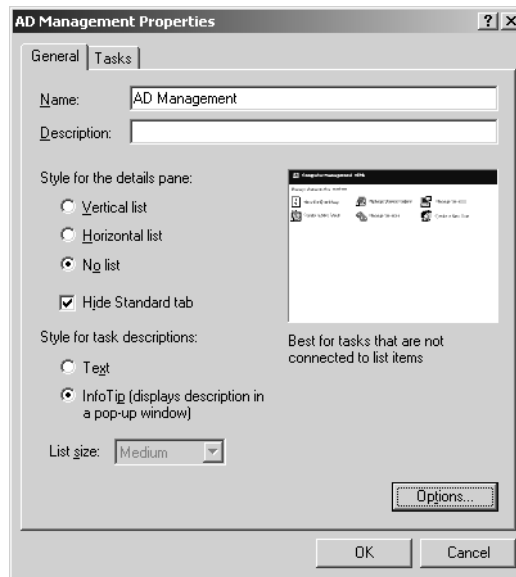 AD Management Properties
General
Tasks
Name:
AD Management
Description:
Style for the details pane:
Vertical list
Horizontal list
No list
Hide Standard tab
Best for tasks that are not
connected to list items
Style for task descriptions:
Text
InfoTip (displays description in
a pop-up window)
List size:
Medium
Options...
OK
Cancel